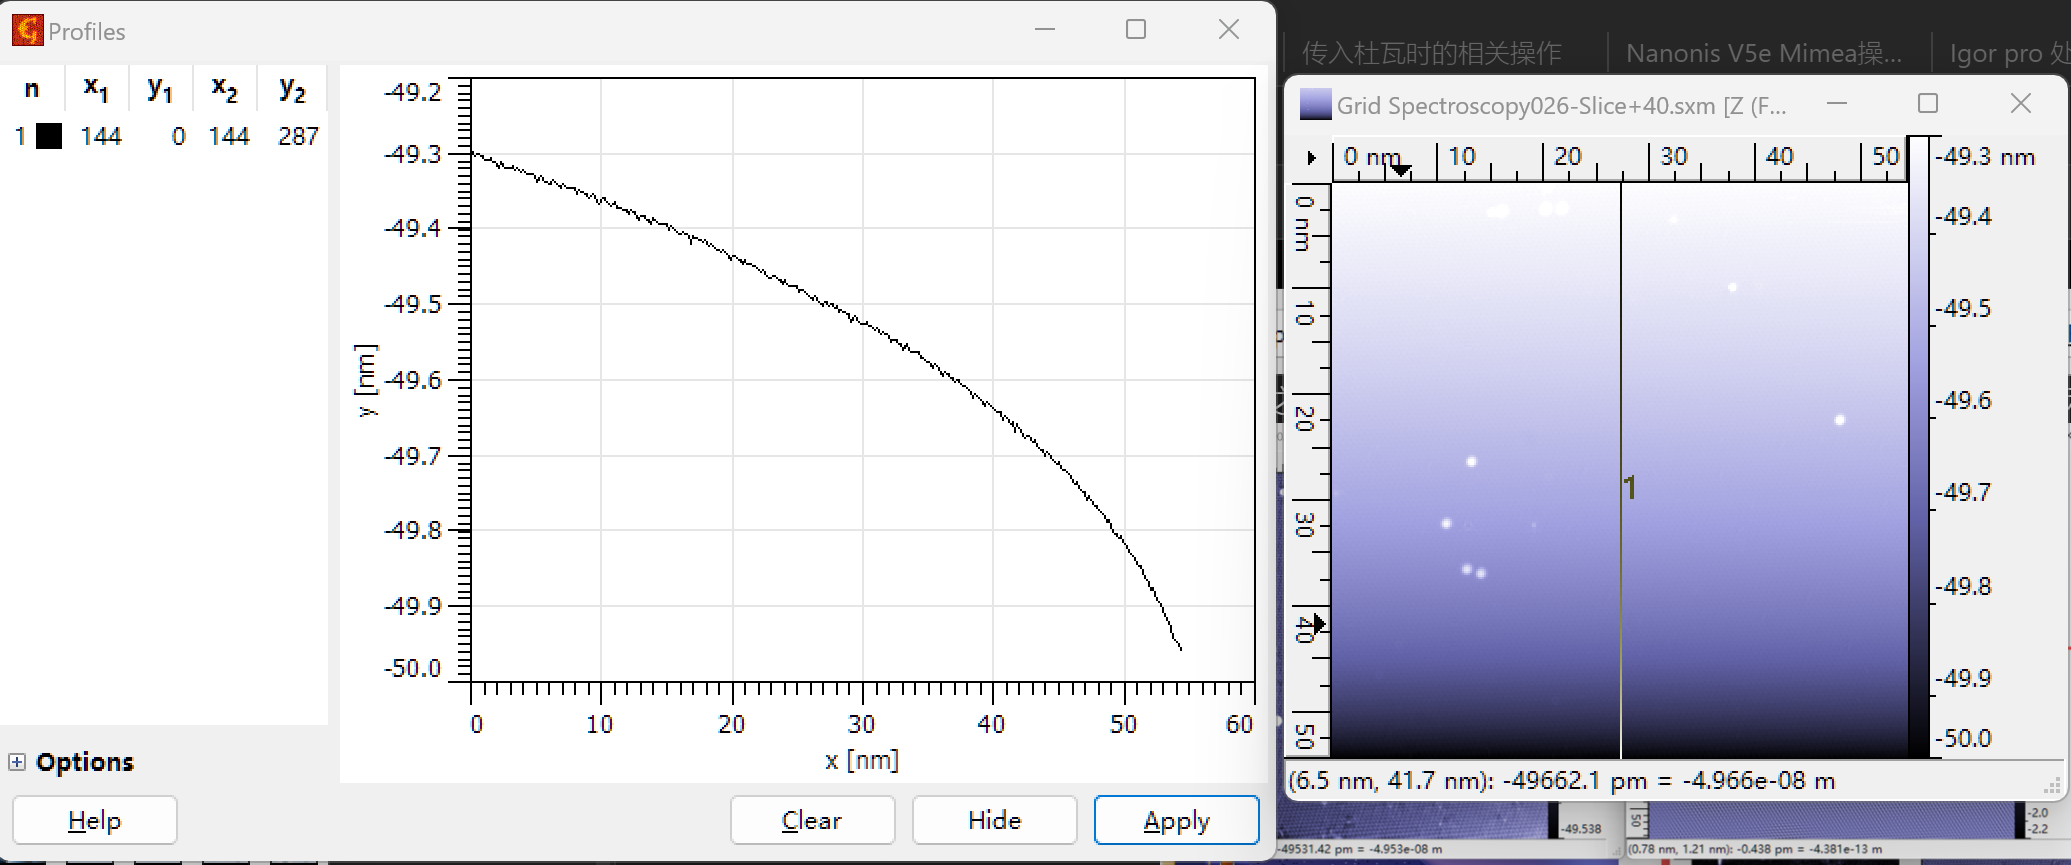 Profiles
n x1 y1 x2 y2
1 144 0 144 287
-49.2
-49.3
-49.4
-49.5
-49.6
-49.7
-49.8
-49.9
-50.0
y [nm]
0 10 20 30 40 50 60
x [nm]
Options
Help
Clear
Hide
Apply
传入杜瓦时的相关操作
Nanonis V5e Mimea操...
Igor pro 处
Grid Spectroscopy026-Slice+40.sxm [Z (F...
0 nm 10 20 30 40 50
0 nm
10
20
30
40
50
1
-49.3 nm
-49.4
-49.5
-49.6
-49.7
-49.8
-49.9
-50.0
(6.5 nm, 41.7 nm): -49662.1 pm = -4.966e-08 m
-49.538
50
-2.0
-2.2
-49531.42 pm = -4.953e-08 m
(0.78 nm, 1.21 nm): -0.438 pm = -4.381e-13 m